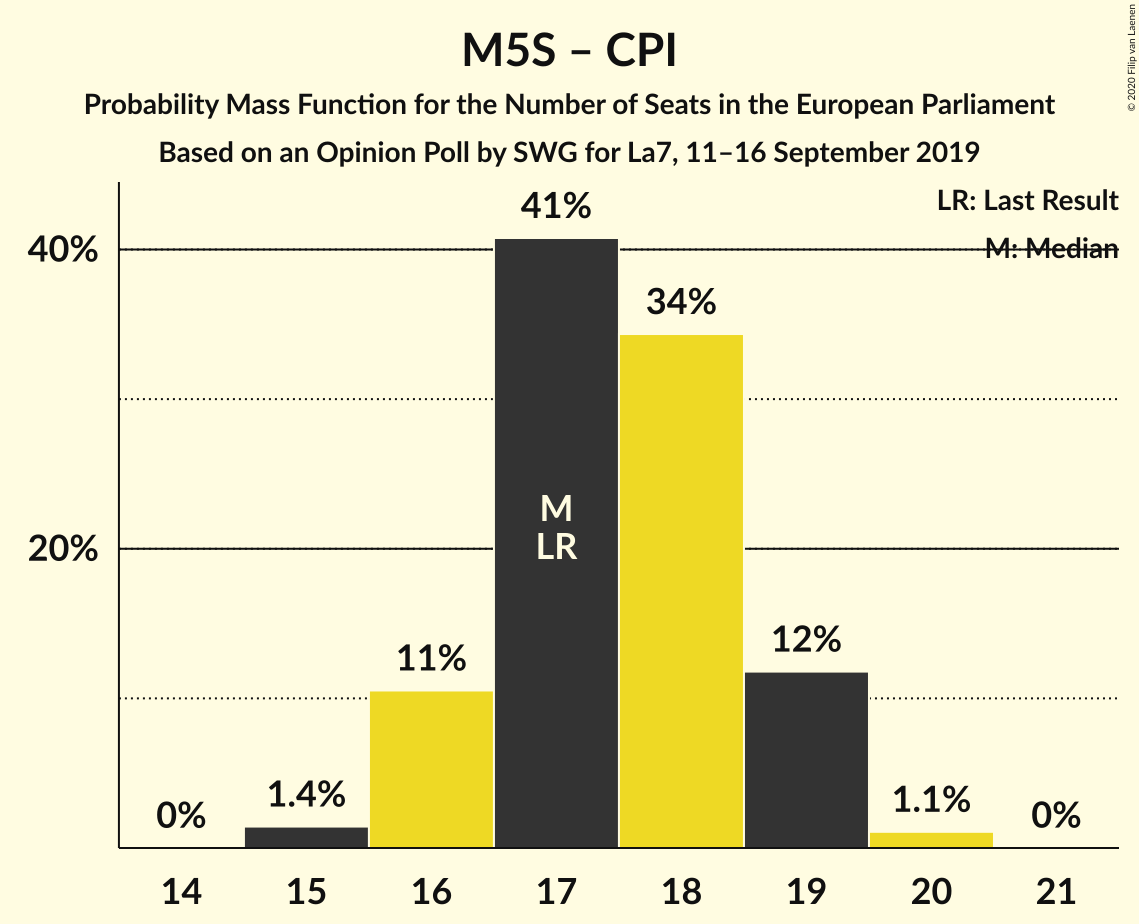 M5S – CPI
Probability Mass Function for the Number of Seats in the European Parliament
Based on an Opinion Poll by SWG for La7, 11–16 September 2019
© 2020 Filip van Laenen
LR: Last Result
M: Median
40%
20%
0%
1.4%
11%
41%
M
LR
34%
12%
1.1%
0%
14 15 16 17 18 19 20 21